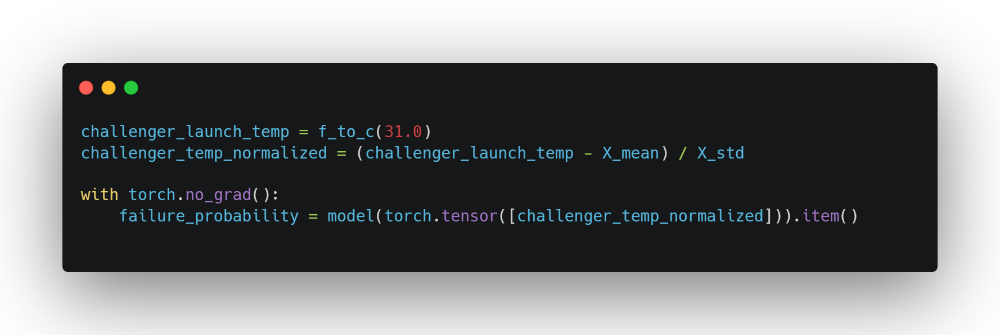 challenger_launch_temp = f_to_c(31.0)
challenger_temp_normalized = (challenger_launch_temp - X_mean) / X_std

with torch.no_grad():
    failure_probability = model(torch.tensor([challenger_temp_normalized])).item()